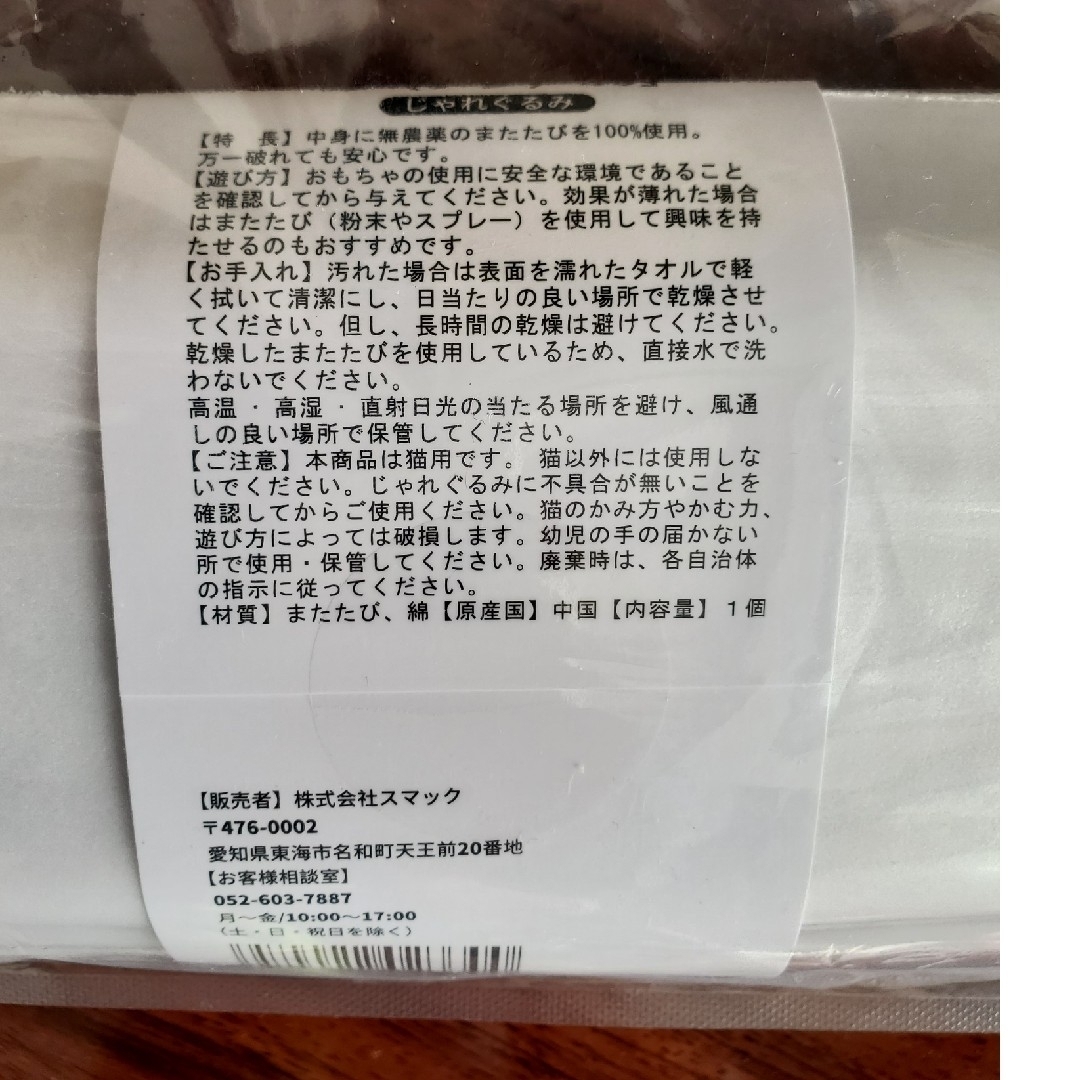 じゃれぐるみ
【特　長】中身に無農薬のまたたびを100%使用。
万一破れても安心です。
【遊び方】おもちゃの使用に安全な環境であること
を確認してから与えてください。効果が薄れた場合
はまたたび（粉末やスプレー）を使用して興味を持
たせるのもおすすめです。
【お手入れ】汚れた場合は表面を濡れたタオルで軽
く拭いて清潔にし、日当たりの良い場所で乾燥させ
てください。但し、長時間の乾燥は避けてください。
乾燥したまたたびを使用しているため、直接水で洗
わないでください。
高温・高湿・直射日光の当たる場所を避け、風通
しの良い場所で保管してください。
【ご注意】本商品は猫用です。猫以外には使用しな
いでください。じゃれぐるみに不具合が無いことを
確認してからご使用ください。猫のかみ方やかむ力、
遊び方によっては破損します。幼児の手の届かない
所で使用・保管してください。廃棄時は、各自治体
の指示に従ってください。
【材質】またたび、綿【原産国】中国【内容量】１個
【販売者】株式会社スマック
〒476-0002
愛知県東海市名和町天王前20番地
【お客様相談室】
052-603-7887
月～金/10:00～17:00
（土・日・祝日を除く）